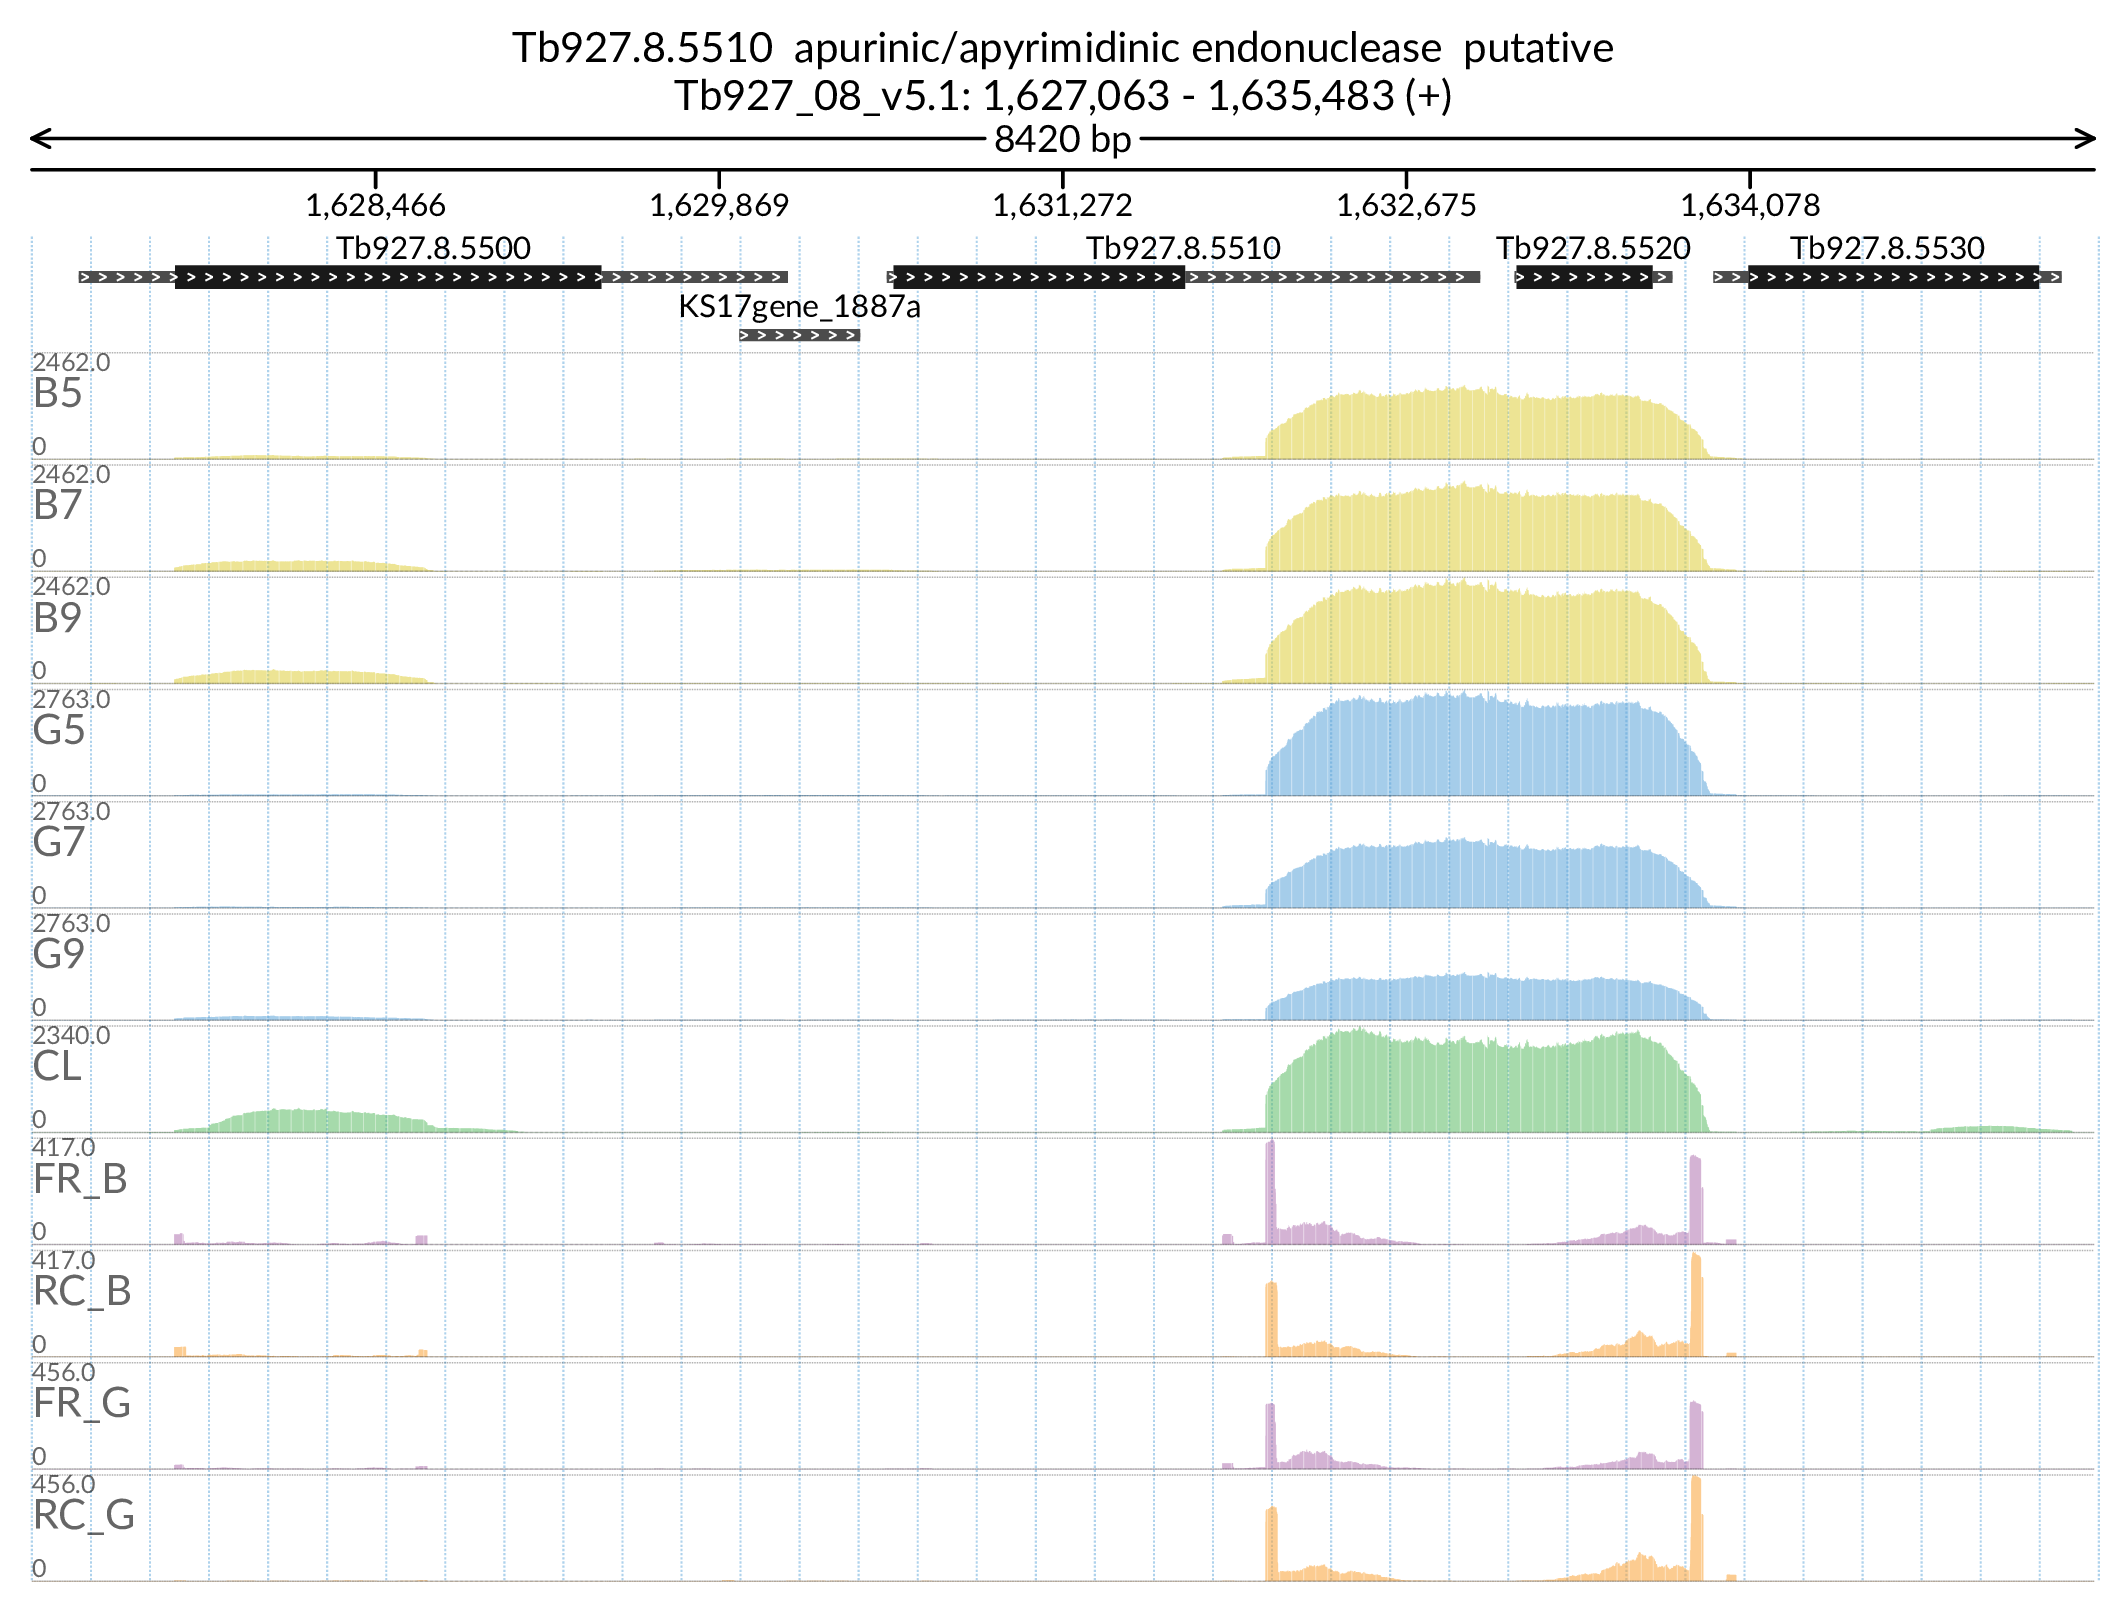 Tb927.8.5510  apurinic/apyrimidinic endonuclease  putative
Tb927_08_v5.1: 1,627,063 - 1,635,483 (+)
8420 bp
1,628,466 1,629,869 1,631,272 1,632,675 1,634,078
Tb927.8.5500 Tb927.8.5510 Tb927.8.5520 Tb927.8.5530
KS17gene_1887a
2462.0
B5
0
2462.0
B7
0
2462.0
B9
0
2763.0
G5
0
2763.0
G7
0
2763.0
G9
0
2340.0
CL
0
417.0
FR_B
0
417.0
RC_B
0
456.0
FR_G
0
456.0
RC_G
0